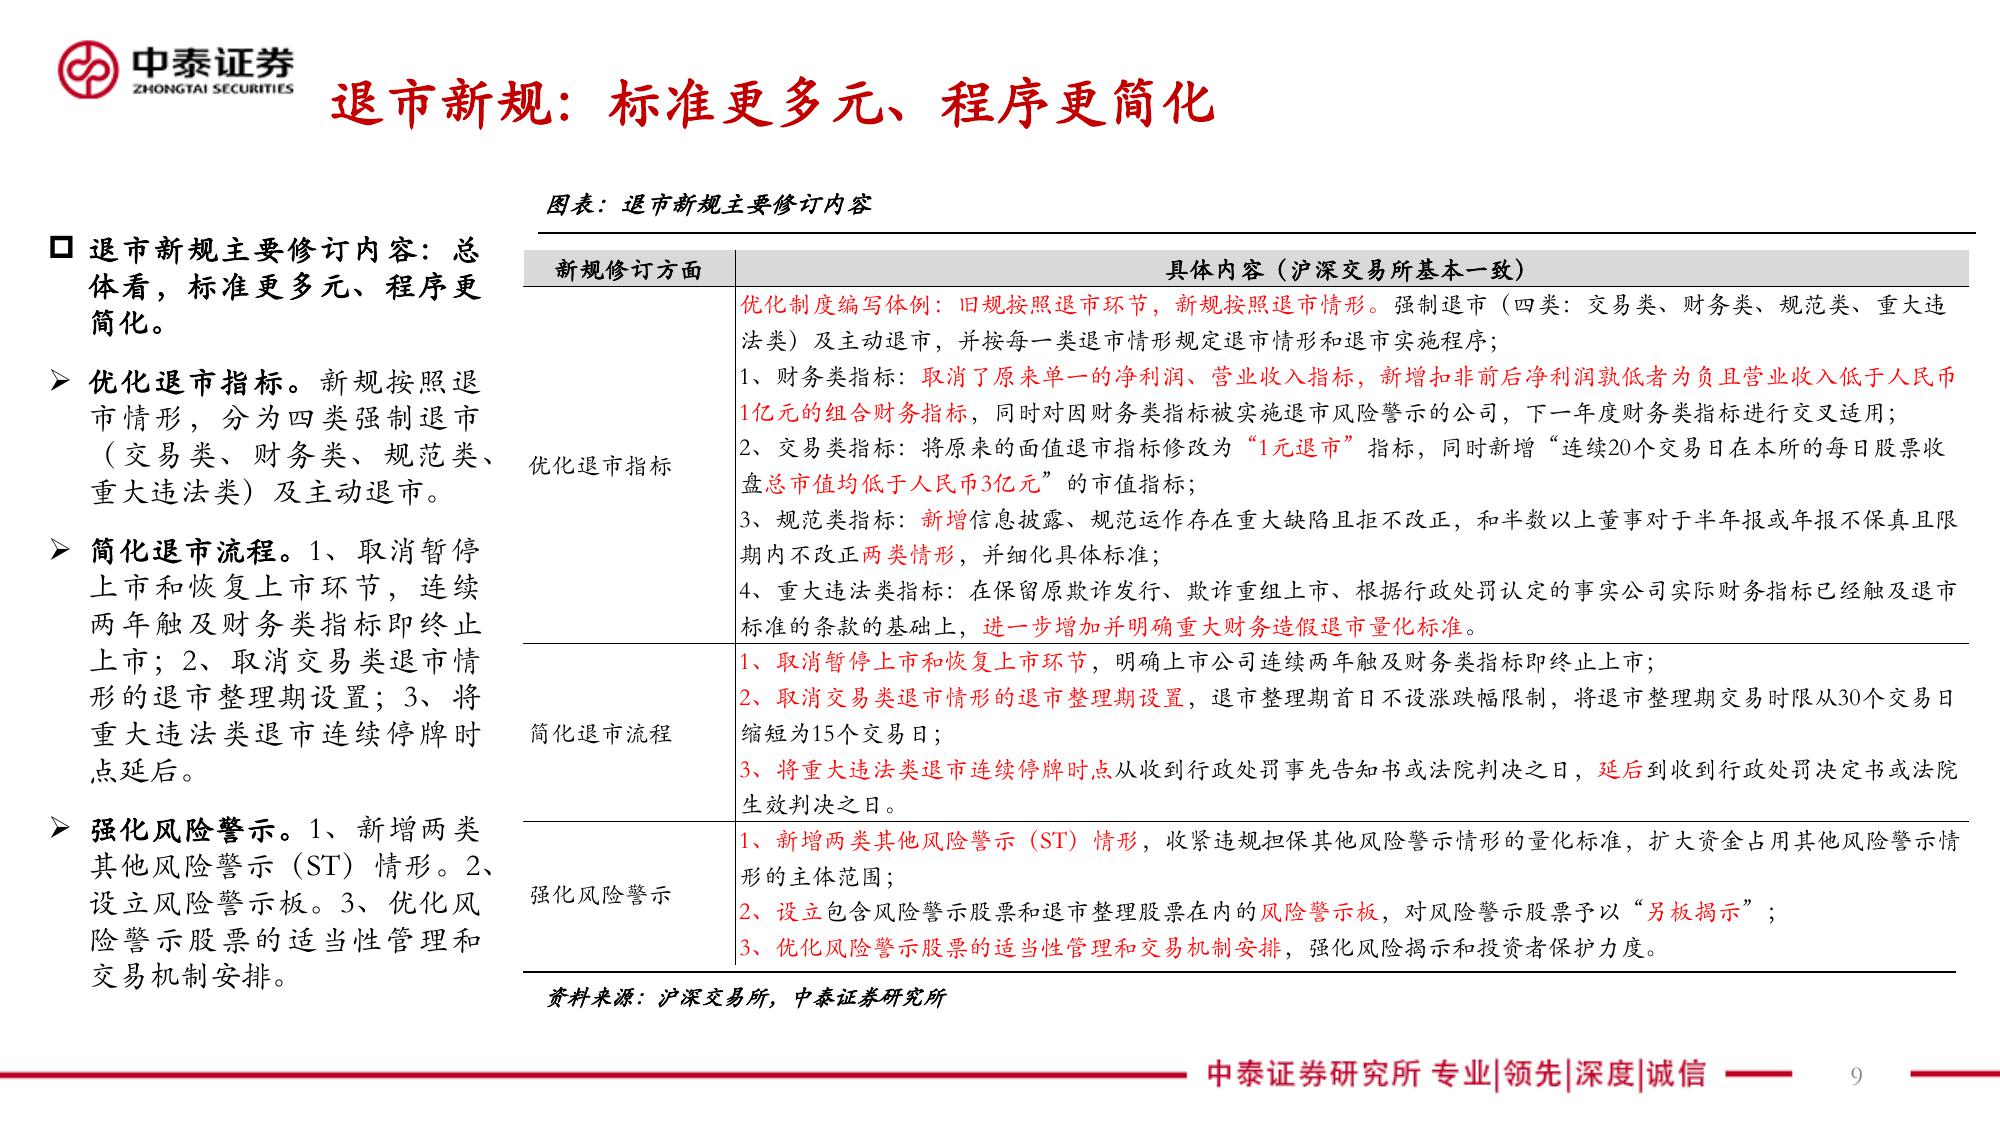 中泰证券
ZHONGTAI SECURITIES
退市新规：标准更多元、程序更简化
退市新规主要修订内容：总
体看，标准更多元、程序更
简化。
优化退市指标。新规按照退
市情形，分为四类强制退市
（交易类、财务类、规范类、
重大违法类）及主动退市。
简化退市流程。1、取消暂停
上市和恢复上市环节，连续
两年触及财务类指标即终止
上市；2、取消交易类退市情
形的退市整理期设置；3、将
重大违法类退市连续停牌时
点延后。
强化风险警示。1、新增两类
其他风险警示（ST）情形。2、
设立风险警示板。3、优化风
险警示股票的适当性管理和
交易机制安排。
图表：退市新规主要修订内容
新规修订方面
具体内容（沪深交易所基本一致）
优化退市指标
优化制度编写体例：旧规按照退市环节，新规按照退市情形。强制退市（四类：交易类、财务类、规范类、重大违
法类）及主动退市，并按每一类退市情形规定退市情形和退市实施程序；
1、财务类指标：取消了原来单一的净利润、营业收入指标，新增扣非前后净利润孰低者为负且营业收入低于人民币
1亿元的组合财务指标，同时对因财务类指标被实施退市风险警示的公司，下一年度财务类指标进行交叉适用；
2、交易类指标：将原来的面值退市指标修改为“1元退市”指标，同时新增“连续20个交易日在本所的每日股票收
盘总市值均低于人民币3亿元”的市值指标；
3、规范类指标：新增信息披露、规范运作存在重大缺陷且拒不改正，和半数以上董事对于半年报或年报不保真且限
期内不改正两类情形，并细化具体标准；
4、重大违法类指标：在保留原欺诈发行、欺诈重组上市、根据行政处罚认定的事实公司实际财务指标已经触及退市
标准的条款的基础上，进一步增加并明确重大财务造假退市量化标准。
简化退市流程
1、取消暂停上市和恢复上市环节，明确上市公司连续两年触及财务类指标即终止上市；
2、取消交易类退市情形的退市整理期设置，退市整理期首日不设涨跌幅限制，将退市整理期交易时限从30个交易日
缩短为15个交易日；
3、将重大违法类退市连续停牌时点从收到行政处罚事先告知书或法院判决之日，延后到收到行政处罚决定书或法院
生效判决之日。
强化风险警示
1、新增两类其他风险警示（ST）情形，收紧违规担保其他风险警示情形的量化标准，扩大资金占用其他风险警示情
形的主体范围；
2、设立包含风险警示股票和退市整理股票在内的风险警示板，对风险警示股票予以“另板揭示”；
3、优化风险警示股票的适当性管理和交易机制安排，强化风险揭示和投资者保护力度。
资料来源：沪深交易所，中泰证券研究所
中泰证券研究所 专业|领先|深度|诚信
9